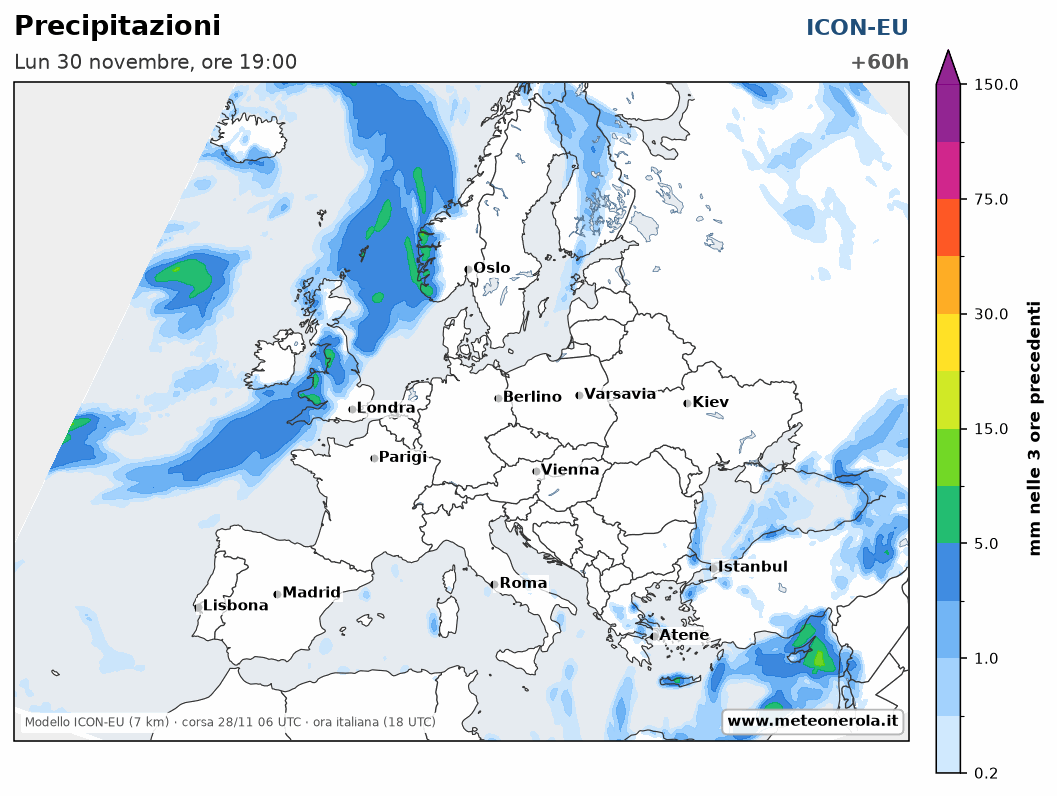 Precipitazioni
ICON-EU
Lun 30 novembre, ore 19:00
+60h
150.0
75.0
30.0
15.0
5.0
1.0
0.2
mm nelle 3 ore precedenti
Oslo
Berlino
Varsavia
Kiev
Londra
Parigi
Vienna
Istanbul
Roma
Madrid
Lisbona
Atene
Modello ICON-EU (7 km) · corsa 28/11 06 UTC · ora italiana (18 UTC)
www.meteonerola.it